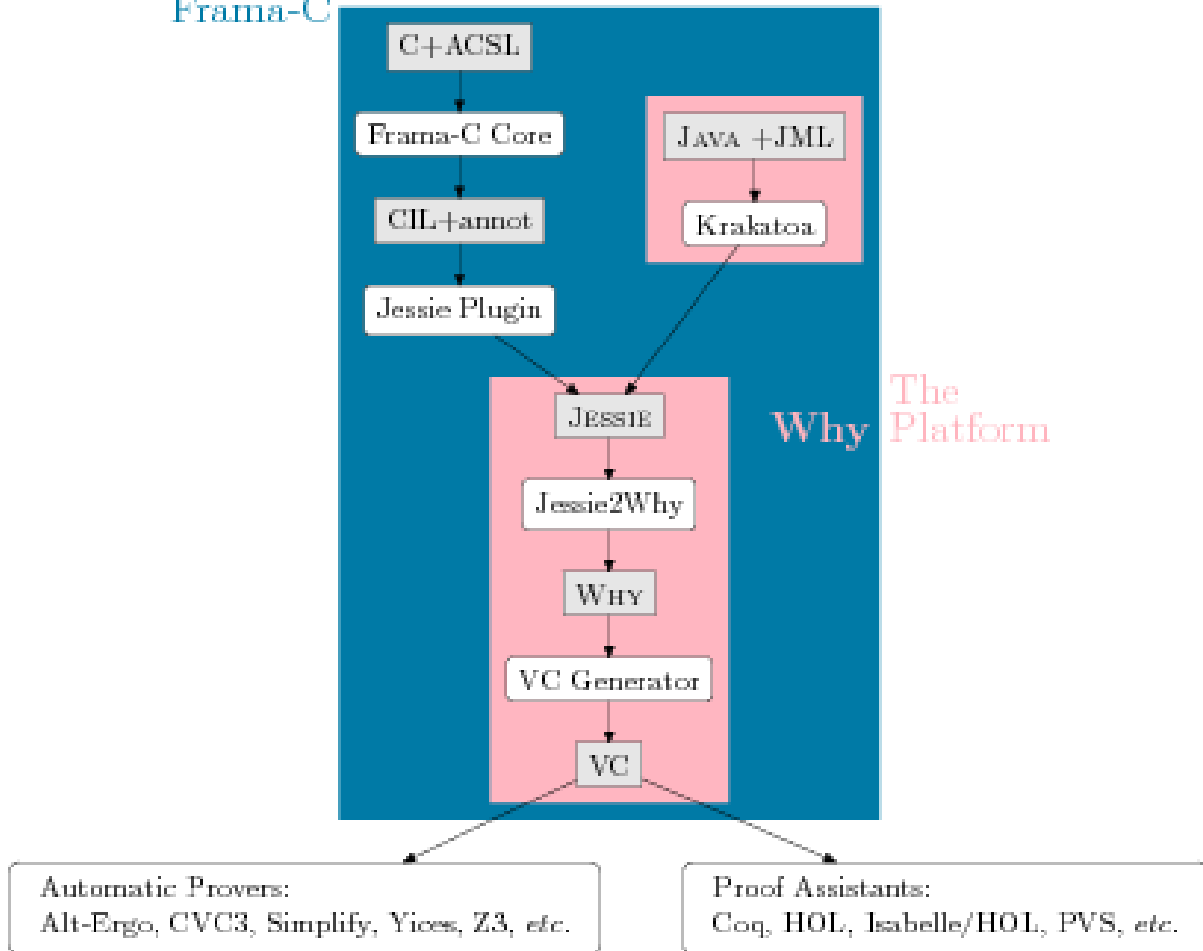 Frama-C
C+ACSL
Frama-C Core
JAVA +JML
CIL+annot
Krakatoa
Jessie Plugin
The
Why Platform
JESSIE
Jessie2Why
WHY
VC Generator
VC
Automatic Provers:
Alt-Ergo, CVC3, Simplify, Yices, Z3, etc.
Proof Assistants:
Coq, HOL, Isabelle/HOL, PVS, etc.